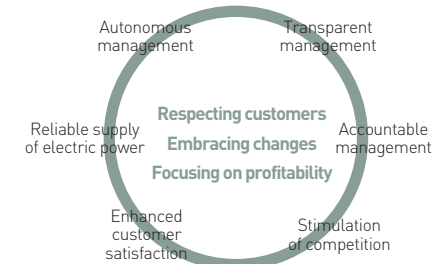 Autonomous
management
Transparent
management
Respecting customers
Embracing changes
Focusing on profitability
Reliable supply
of electric power
Accountable
management
Enhanced
customer
satisfaction
Stimulation
of competition